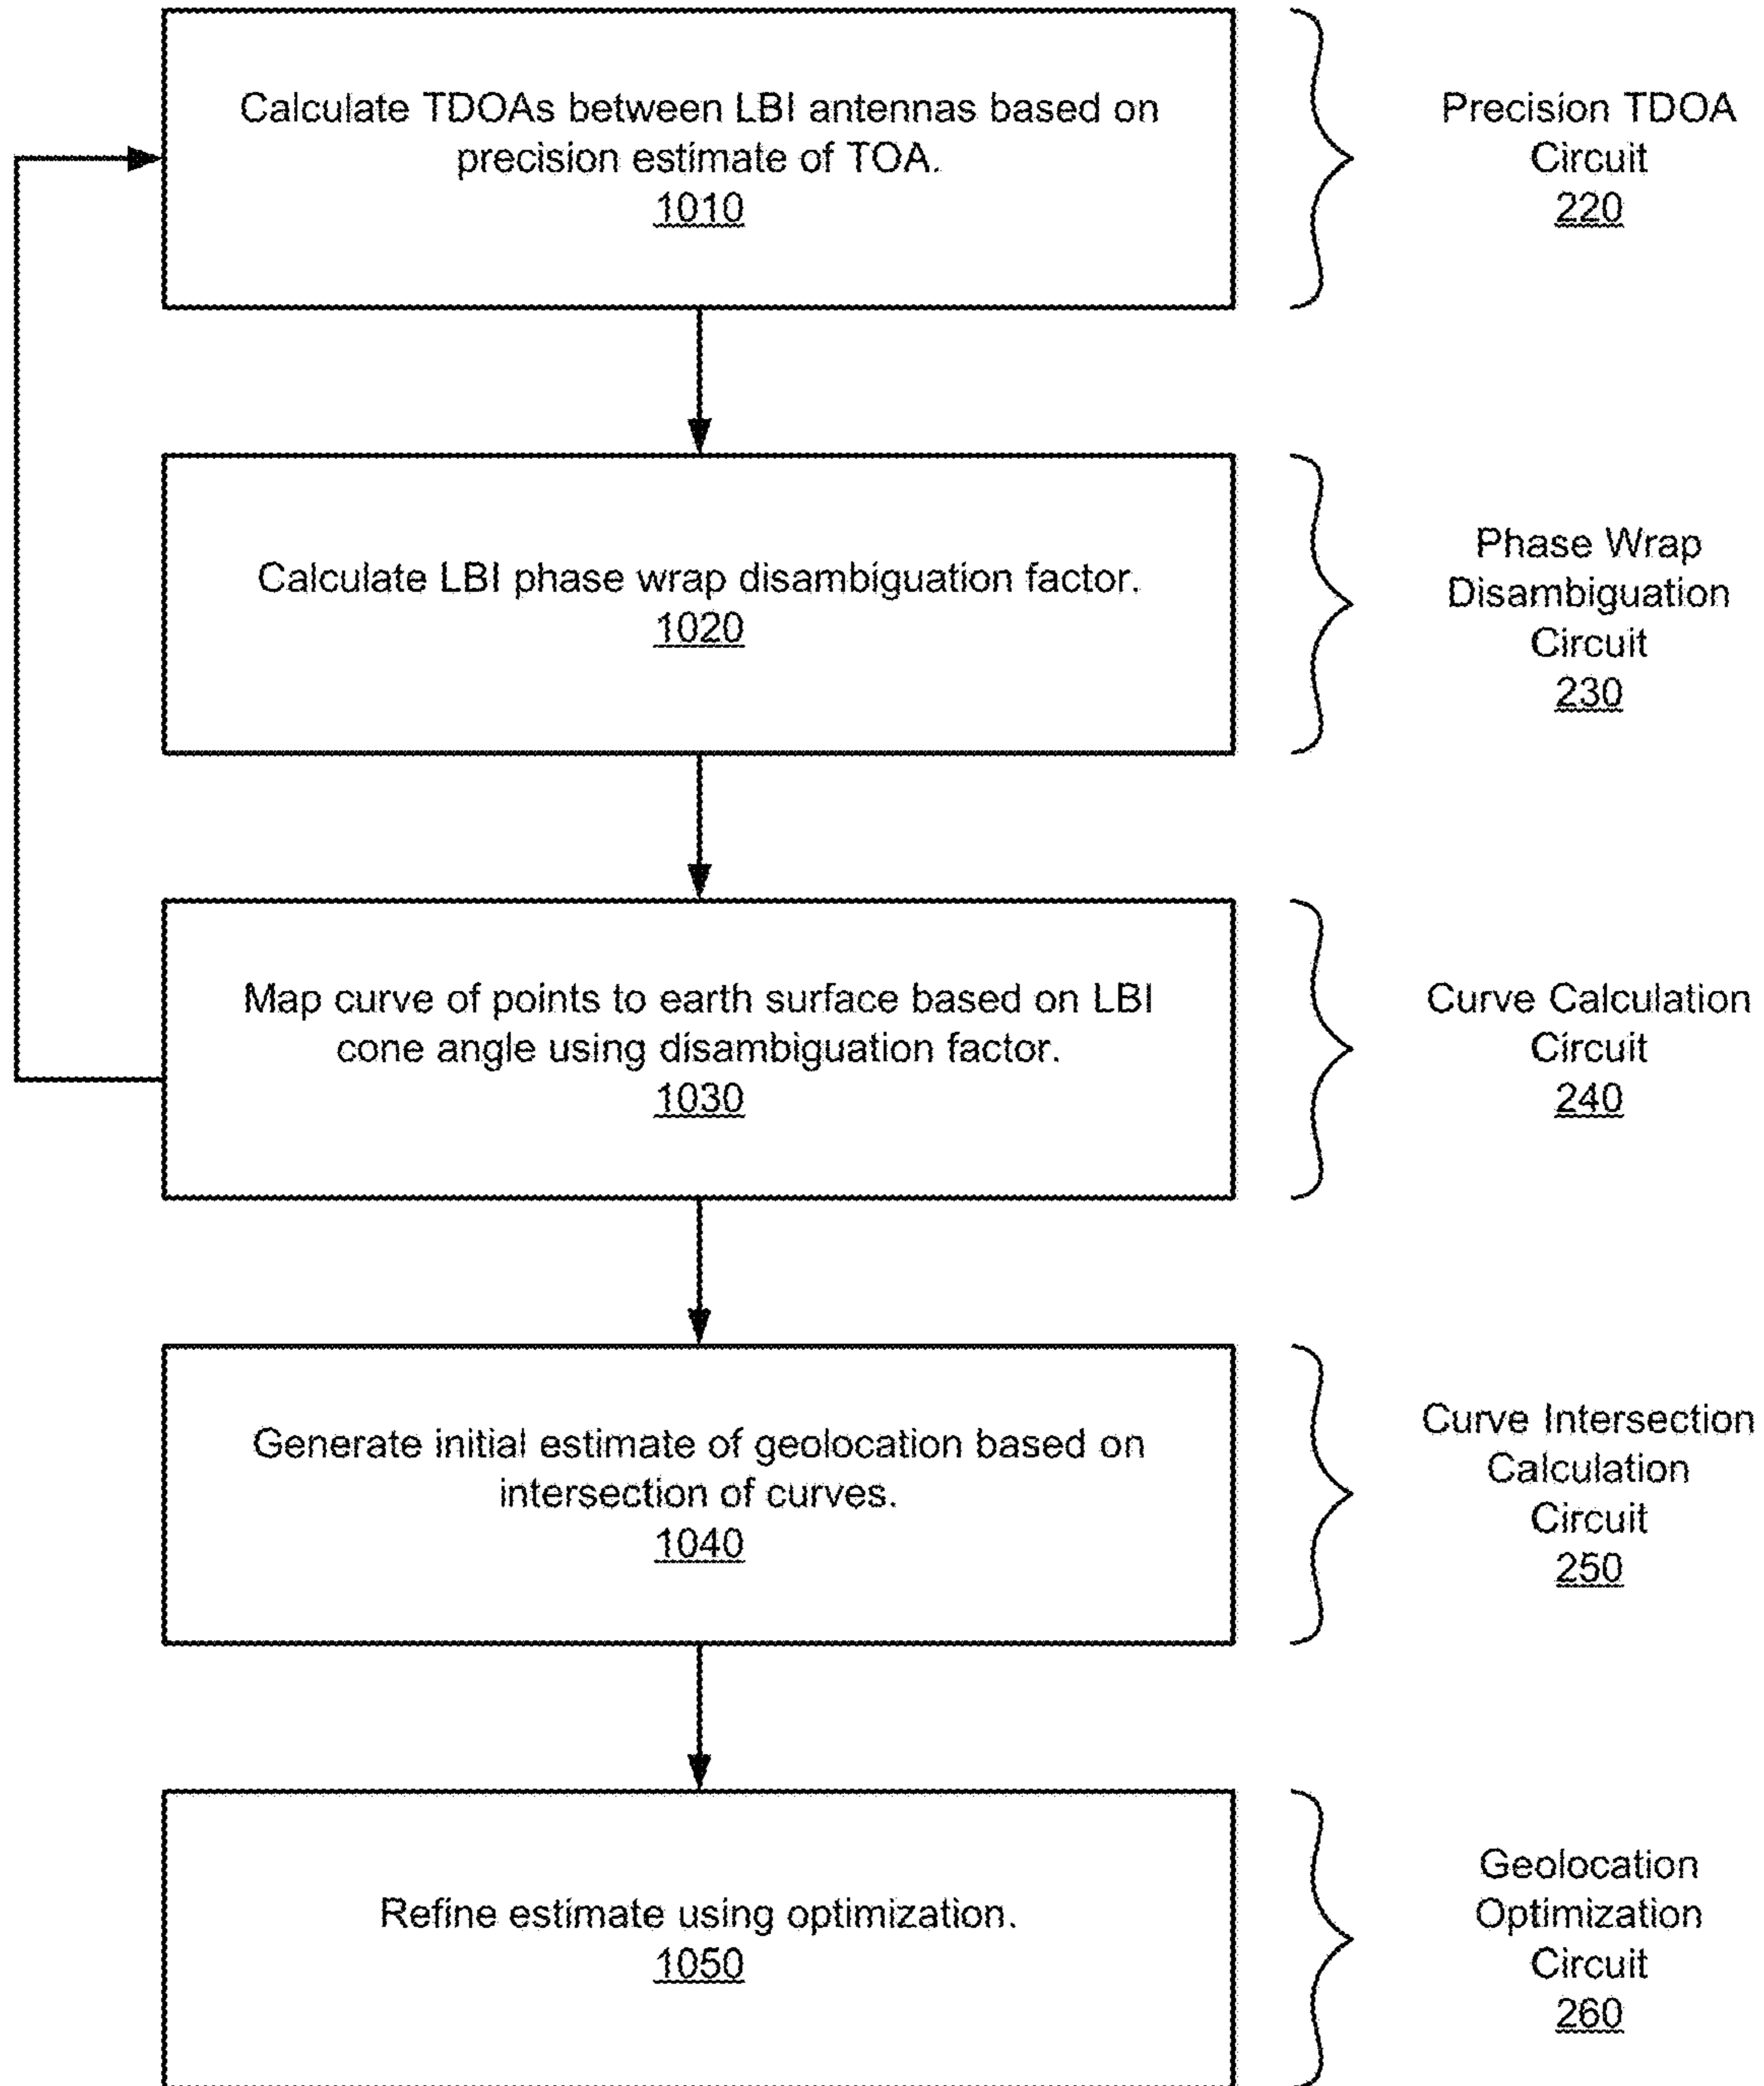 Calculate TDOAs between LBI antennas based on
precision estimate of TOA.
1010
Precision TDOA
Circuit
220
Calculate LBI phase wrap disambiguation factor.
1020
Phase Wrap
Disambiguation
Circuit
230
Map curve of points to earth surface based on LBI
cone angle using disambiguation factor.
1030
Curve Calculation
Circuit
240
Generate initial estimate of geolocation based on
intersection of curves.
1040
Curve Intersection
Calculation
Circuit
250
Refine estimate using optimization.
1050
Geolocation
Optimization
Circuit
260